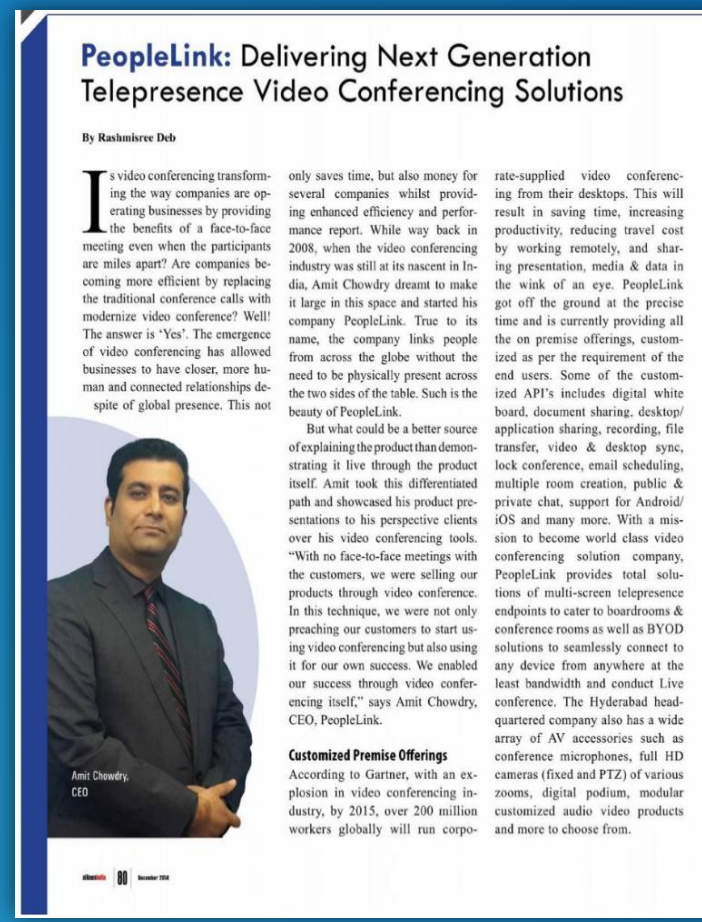 PeopleLink: Delivering Next Generation
Telepresence Video Conferencing Solutions
By Rashmisree Deb
Is video conferencing transform-
ing the way companies are op-
erating businesses by providing
the benefits of a face-to-face
meeting even when the participants
are miles apart? Are companies be-
coming more efficient by replacing
the traditional conference calls with
modernize video conference? Well!
The answer is ‘Yes’. The emergence
of video conferencing has allowed
businesses to have closer, more hu-
man and connected relationships de-
spite of global presence. This not
only saves time, but also money for
several companies whilst provid-
ing enhanced efficiency and perfor-
mance report. While way back in
2008, when the video conferencing
industry was still at its nascent in In-
dia, Amit Chowdry dreamt to make
it large in this space and started his
company PeopleLink. True to its
name, the company links people
from across the globe without the
need to be physically present across
the two sides of the table. Such is the
beauty of PeopleLink.
But what could be a better source
of explaining the product than demon-
strating it live through the product
itself. Amit took this differentiated
path and showcased his product pre-
sentations to his perspective clients
over his video conferencing tools.
“With no face-to-face meetings with
the customers, we were selling our
products through video conference.
In this technique, we were not only
preaching our customers to start us-
ing video conferencing but also using
it for our own success. We enabled
our success through video confer-
encing itself,” says Amit Chowdry,
CEO, PeopleLink.
Customized Premise Offerings
According to Gartner, with an ex-
plosion in video conferencing in-
dustry, by 2015, over 200 million
workers globally will run corpo-
rate-supplied video conferenc-
ing from their desktops. This will
result in saving time, increasing
productivity, reducing travel cost
by working remotely, and shar-
ing presentation, media & data in
the wink of an eye. PeopleLink
got off the ground at the precise
time and is currently providing all
the on premise offerings, custom-
ized as per the requirement of the
end users. Some of the custom-
ized API's includes digital white
board, document sharing, desktop/
application sharing, recording, file
transfer, video & desktop sync,
lock conference, email scheduling,
multiple room creation, public &
private chat, support for Android/
iOS and many more. With a mis-
sion to become world class video
conferencing solution company,
PeopleLink provides total solu-
tions of multi-screen telepresence
endpoints to cater to boardrooms &
conference rooms as well as BYOD
solutions to seamlessly connect to
any device from anywhere at the
least bandwidth and conduct Live
conference. The Hyderabad head-
quartered company also has a wide
array of AV accessories such as
conference microphones, full HD
cameras (fixed and PTZ) of various
zooms, digital podium, modular
customized audio video products
and more to choose from.
Amit Chowdry,
CEO
siliconindia 80 December 2014